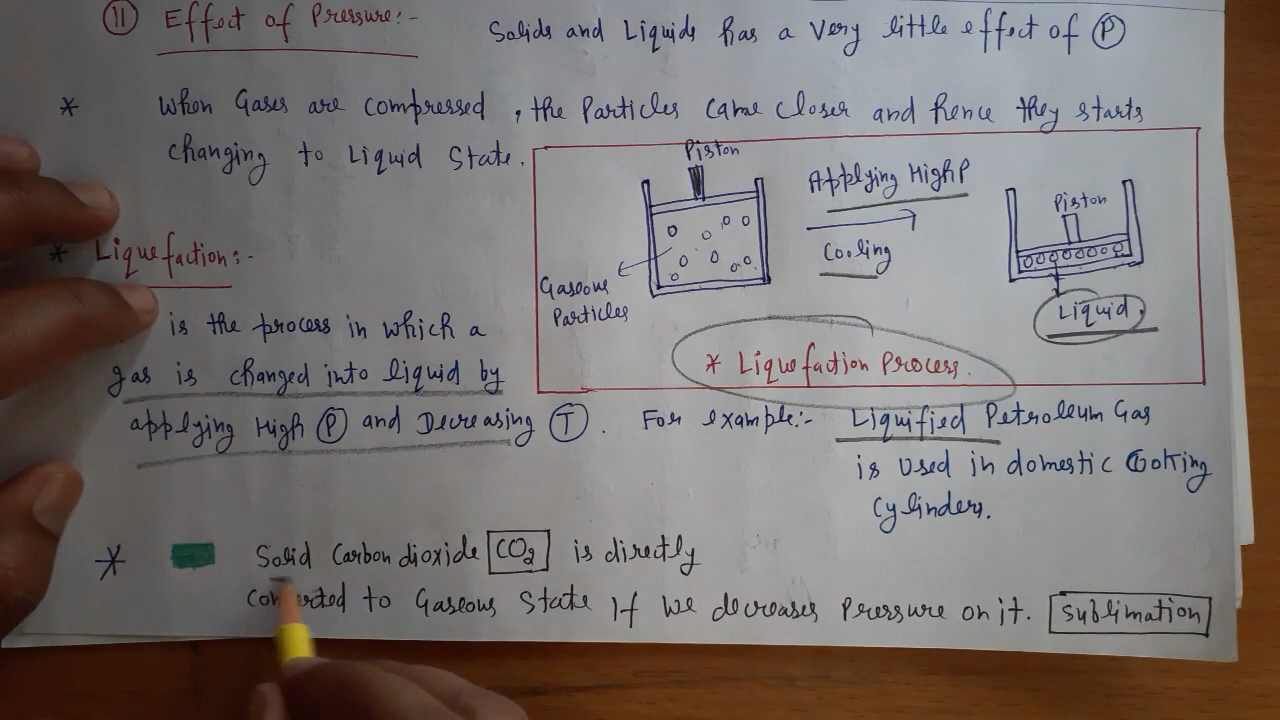 (11) Effect of Pressure:- Solids and Liquids has a very little effect of (P)
* When Gases are compressed, the Particles came closer and hence they starts
changing to Liquid State.
Piston
Applying High P
Cooling
Gaseous
Particles
Piston
Liquid.
* Liquefaction Process.
* Liquefaction:-
is the process in which a
gas is changed into liquid by
applying High (P) and Decreasing (T). For example:- Liquified Petroleum Gas
is used in domestic Cooking
Cylinders.
* Solid Carbon dioxide CO2 is directly
converted to Gaseous State If we decreases Pressure on it. Sublimation